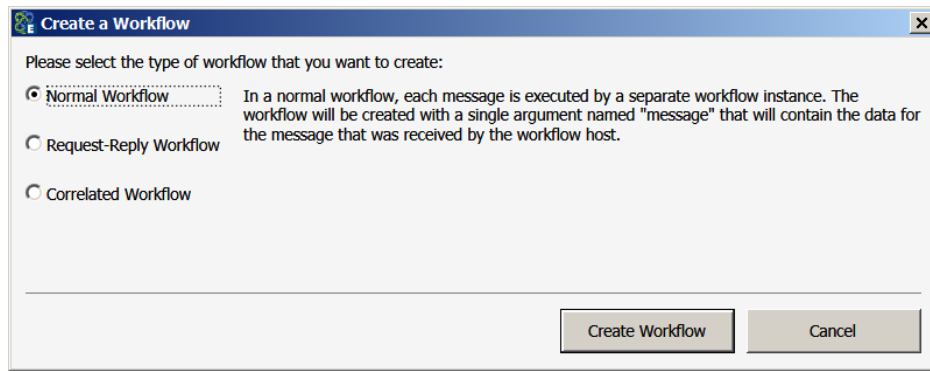 Create a Workflow
Please select the type of workflow that you want to create:
Normal Workflow
In a normal workflow, each message is executed by a separate workflow instance. The
workflow will be created with a single argument named "message" that will contain the data for
the message that was received by the workflow host.
Request-Reply Workflow
Correlated Workflow
Create Workflow
Cancel